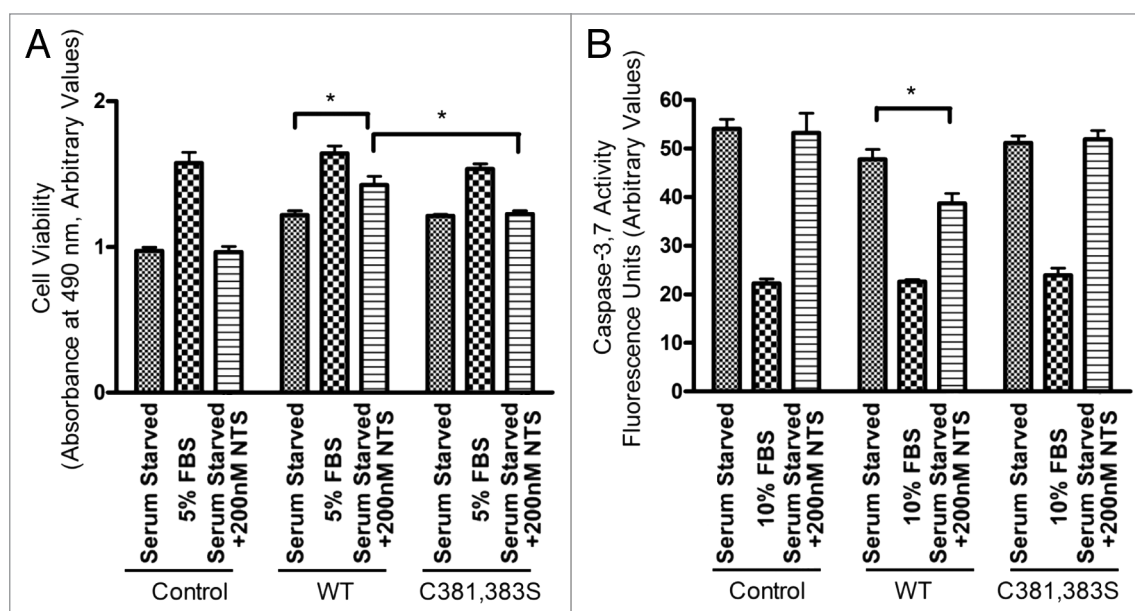 A
Cell Viability
(Absorbance at 490 nm, Arbitrary Values)
2
1
0
*
*
Serum Starved
5% FBS
Serum Starved
+200nM NTS
Serum Starved
5% FBS
Serum Starved
+200nM NTS
Serum Starved
5% FBS
Serum Starved
+200nM NTS
Control
WT
C381,383S
B
Caspase-3,7 Activity
Fluorescence Units (Arbitrary Values)
60
50
40
30
20
10
0
*
Serum Starved
10% FBS
Serum Starved
+200nM NTS
Serum Starved
10% FBS
Serum Starved
+200nM NTS
Serum Starved
10% FBS
Serum Starved
+200nM NTS
Control
WT
C381,383S